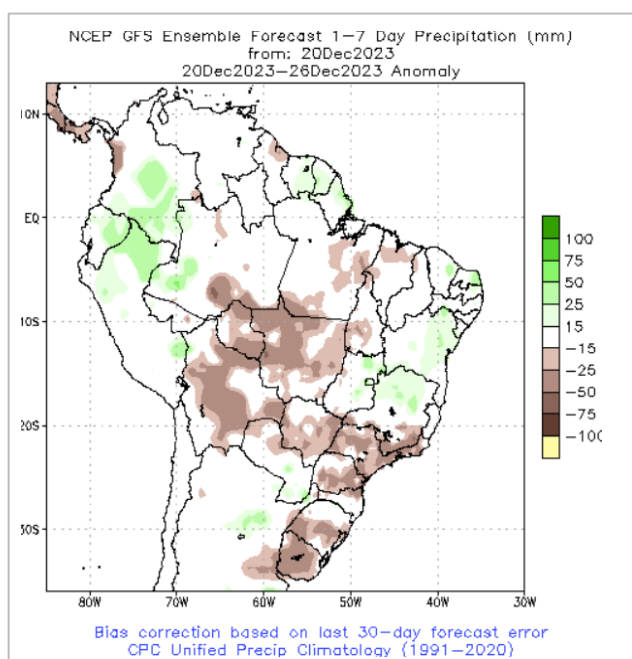 NCEP GFS Ensemble Forecast 1–7 Day Precipitation (mm)
from: 20Dec2023
20Dec2023–26Dec2023 Anomaly
10N
EQ
10S
20S
30S
80W
70W
60W
50W
40W
30W
100
75
50
25
15
−15
−25
−50
−75
−100
Bias correction based on last 30-day forecast error
CPC Unified Precip Climatology (1991–2020)